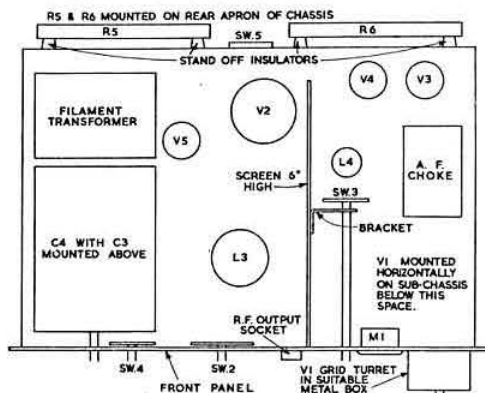 R5 & R6 MOUNTED ON REAR APRON OF CHASSIS
R5
SW.5
R6
STAND OFF INSULATORS
FILAMENT
TRANSFORMER
V5
V2
V4
V3
L4
A. F.
CHOKE
SCREEN 6"
HIGH
SW.3
BRACKET
C4 WITH C3
MOUNTED ABOVE
L3
V1 MOUNTED
HORIZONTALLY
ON SUB-CHASSIS
BELOW THIS
SPACE.
R.F. OUTPUT
SOCKET
M1
SW.4
SW.2
FRONT PANEL
V1 GRID TURRET
IN SUITABLE
METAL BOX